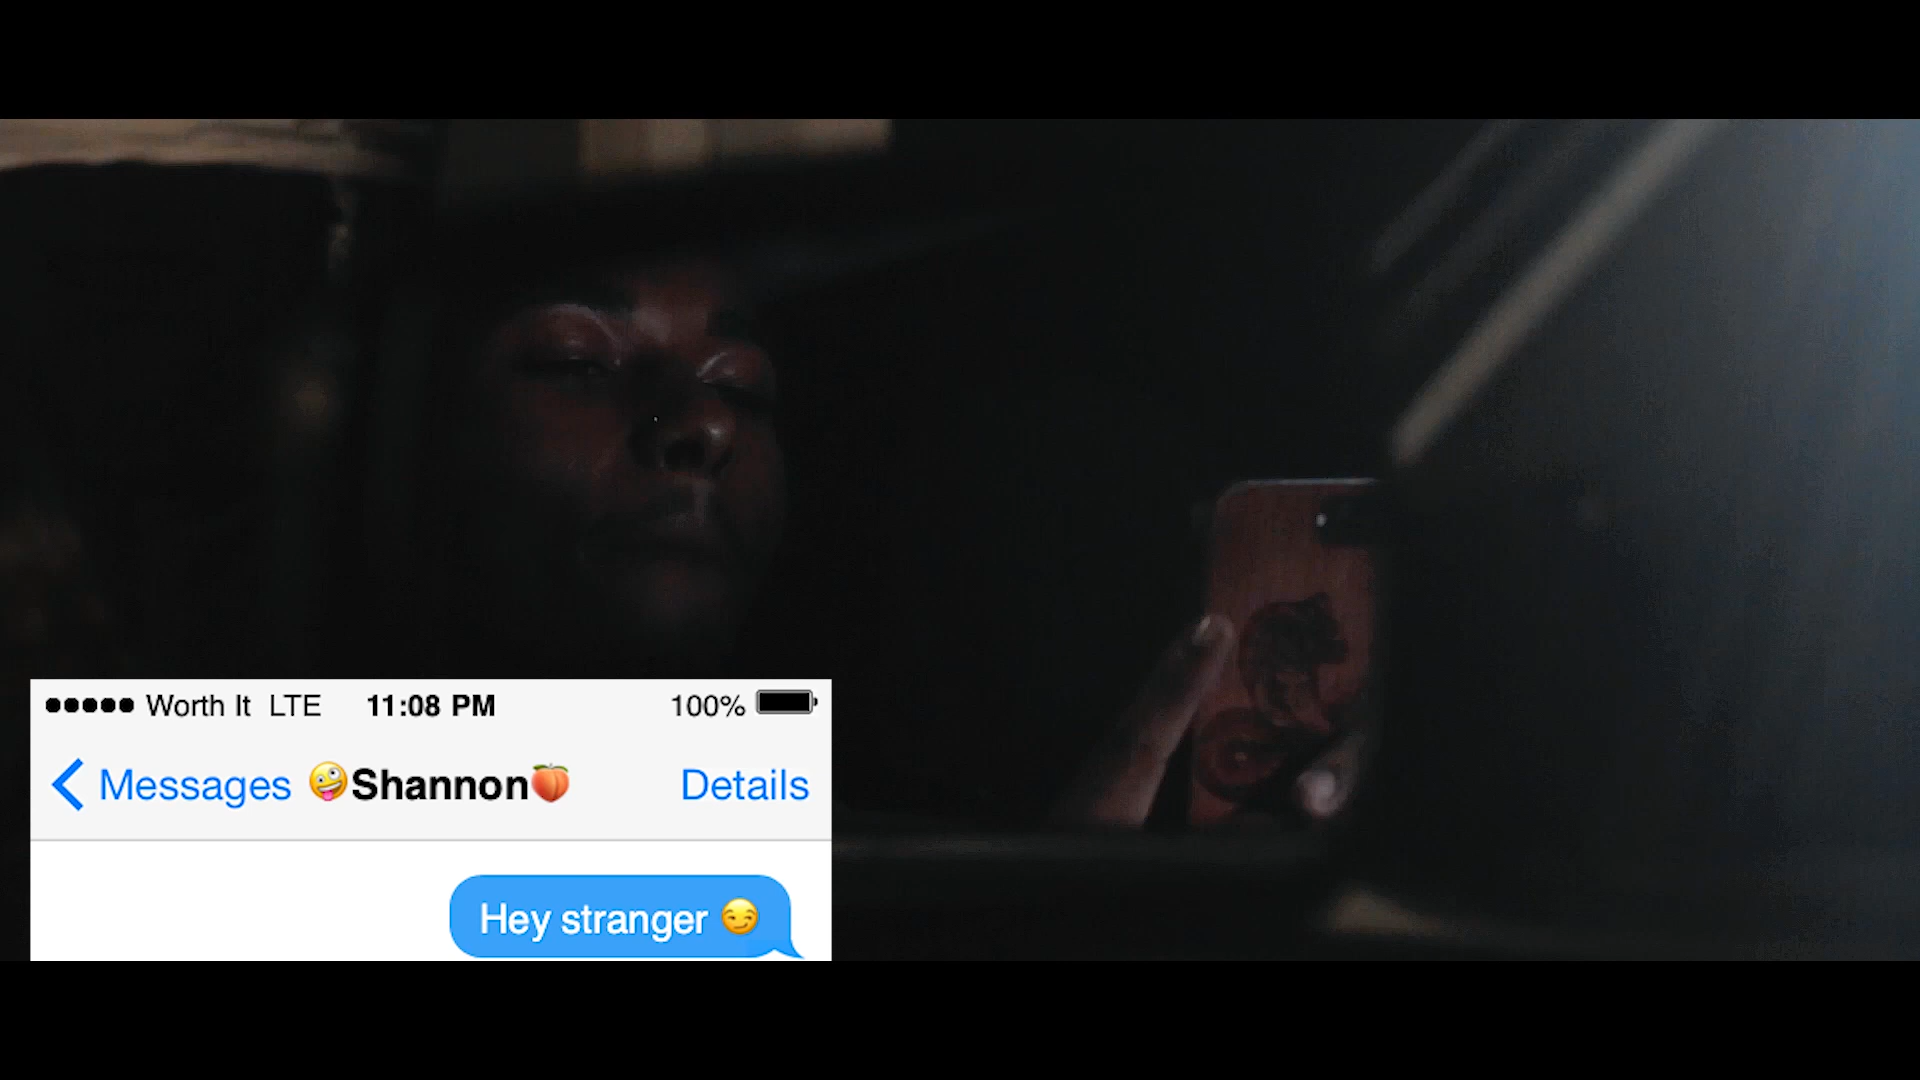 ●●●●● Worth It LTE 11:08 PM 100%
Messages 🤪Shannon🍑 Details
Hey stranger 😏